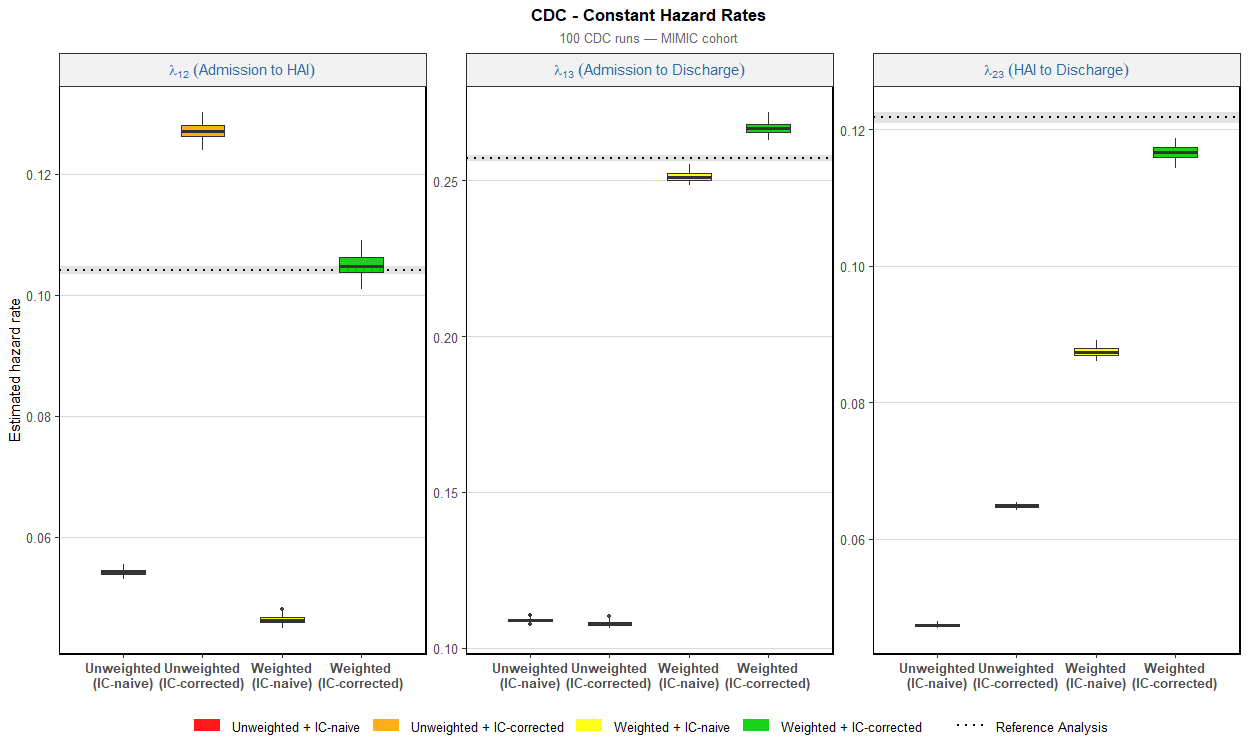 CDC - Constant Hazard Rates
100 CDC runs — MIMIC cohort
λ12 (Admission to HAI)
λ13 (Admission to Discharge)
λ23 (HAI to Discharge)
Estimated hazard rate
0.12
0.10
0.08
0.06
0.25
0.20
0.15
0.10
0.12
0.10
0.08
0.06
Unweighted Unweighted Weighted Weighted
(IC-naive) (IC-corrected) (IC-naive) (IC-corrected)
Unweighted Unweighted Weighted Weighted
(IC-naive) (IC-corrected) (IC-naive) (IC-corrected)
Unweighted Unweighted Weighted Weighted
(IC-naive) (IC-corrected) (IC-naive) (IC-corrected)
Unweighted + IC-naive Unweighted + IC-corrected Weighted + IC-naive Weighted + IC-corrected Reference Analysis